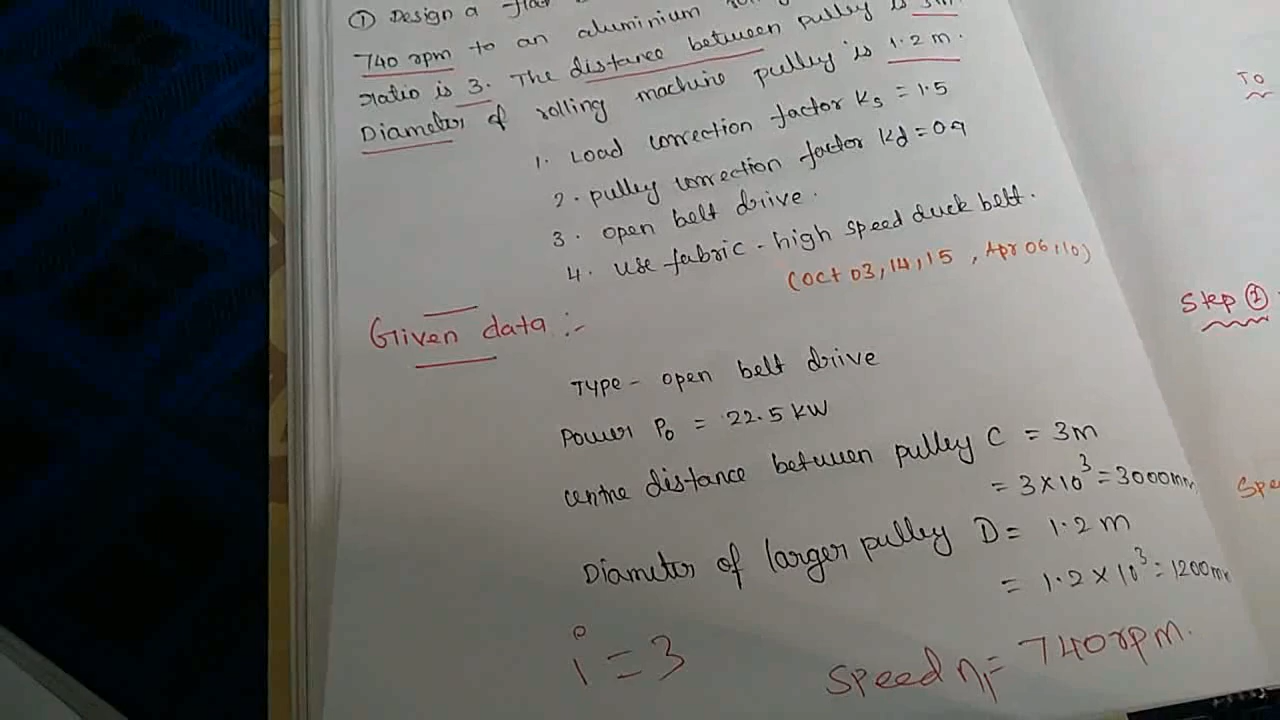 ① Design a
740 rpm to an aluminium
ratio is 3. The distance between pulley is 3m.
Diameter of rolling machine pulley is 1.2 m.
1. Load correction factor Ks = 1.5
2. pulley correction factor Kd = 0.9
3. open belt drive.
4. use fabric - high speed duck belt.
(Oct 03, 14, 15, Apr 06, 10)
Given data :-
Type - open belt drive
Power P₀ = 22.5 KW
centre distance between pulley C = 3m
= 3×10³ = 3000mm
Diameter of larger pulley D = 1.2 m
= 1.2 × 10³ = 1200mm
i = 3
Speed n₁ = 740 rpm.
To
Step ①